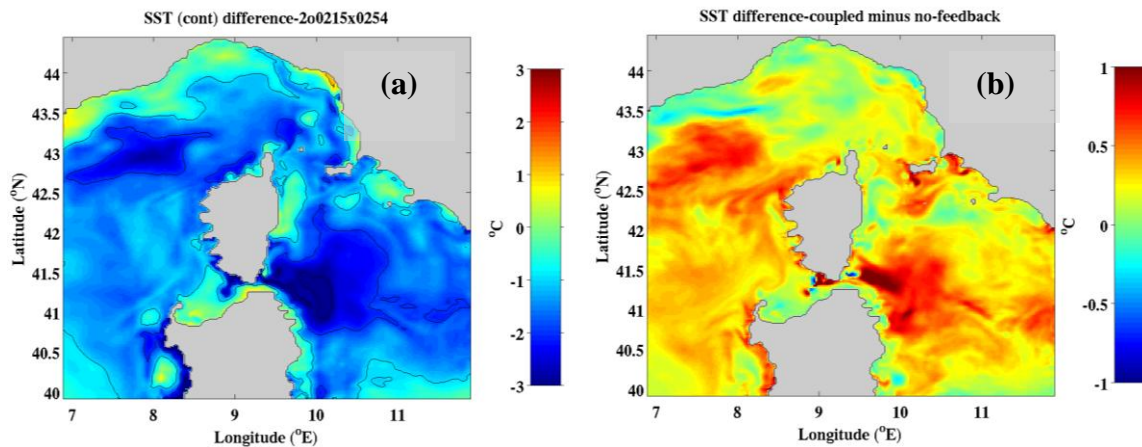 SST (cont) difference-2o0215x0254
(a)
44
43.5
43
42.5
42
41.5
41
40.5
40
Latitude (°N)
7 8 9 10 11
Longitude (°E)
3
2
1
0
-1
-2
-3
°C
SST difference-coupled minus no-feedback
(b)
44
43.5
43
42.5
42
41.5
41
40.5
40
Latitude (°N)
7 8 9 10 11
Longitude (°E)
1
0.5
0
-0.5
-1
°C